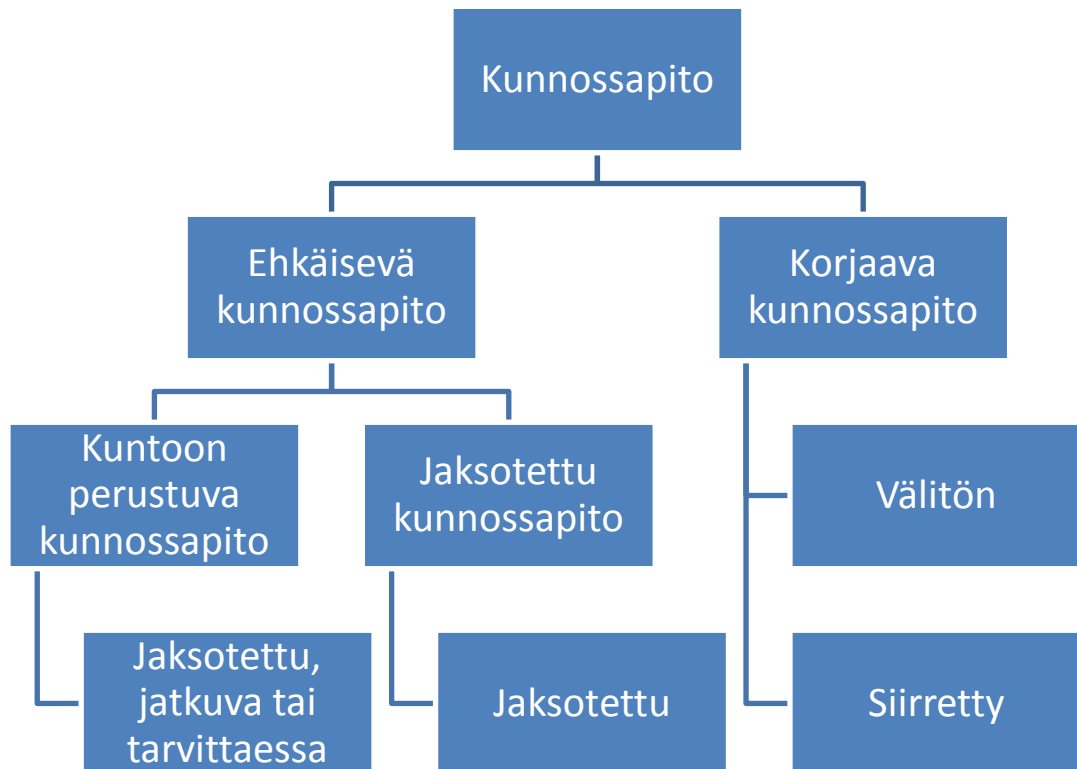 Kunnossapito
Ehkäisevä
kunnossapito
Korjaava
kunnossapito
Kuntoon
perustuva
kunnossapito
Jaksotettu
kunnossapito
Välitön
Jaksotettu,
jatkuva tai
tarvittaessa
Jaksotettu
Siirretty